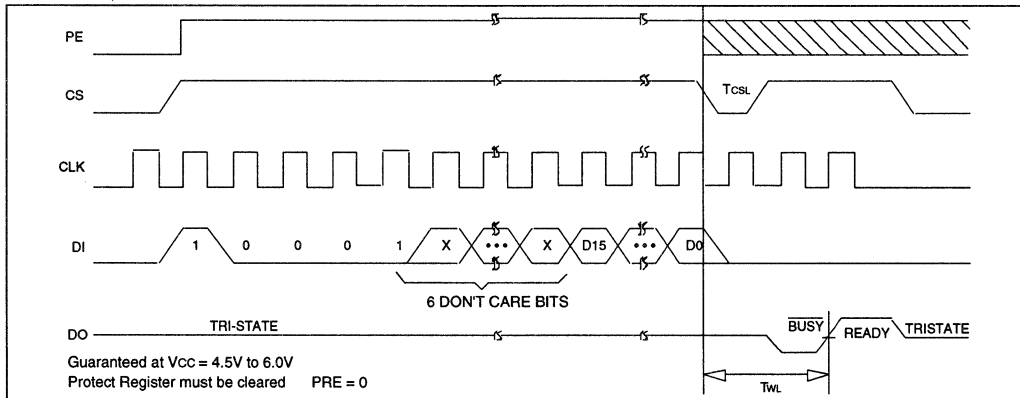 PE
CS
TCSL
CLK
DI
1 0 0 0 1 X ••• X D15 ••• D0
6 DON'T CARE BITS
DO
TRI-STATE
BUSY READY TRISTATE
Guaranteed at VCC = 4.5V to 6.0V
Protect Register must be cleared PRE = 0
TWL